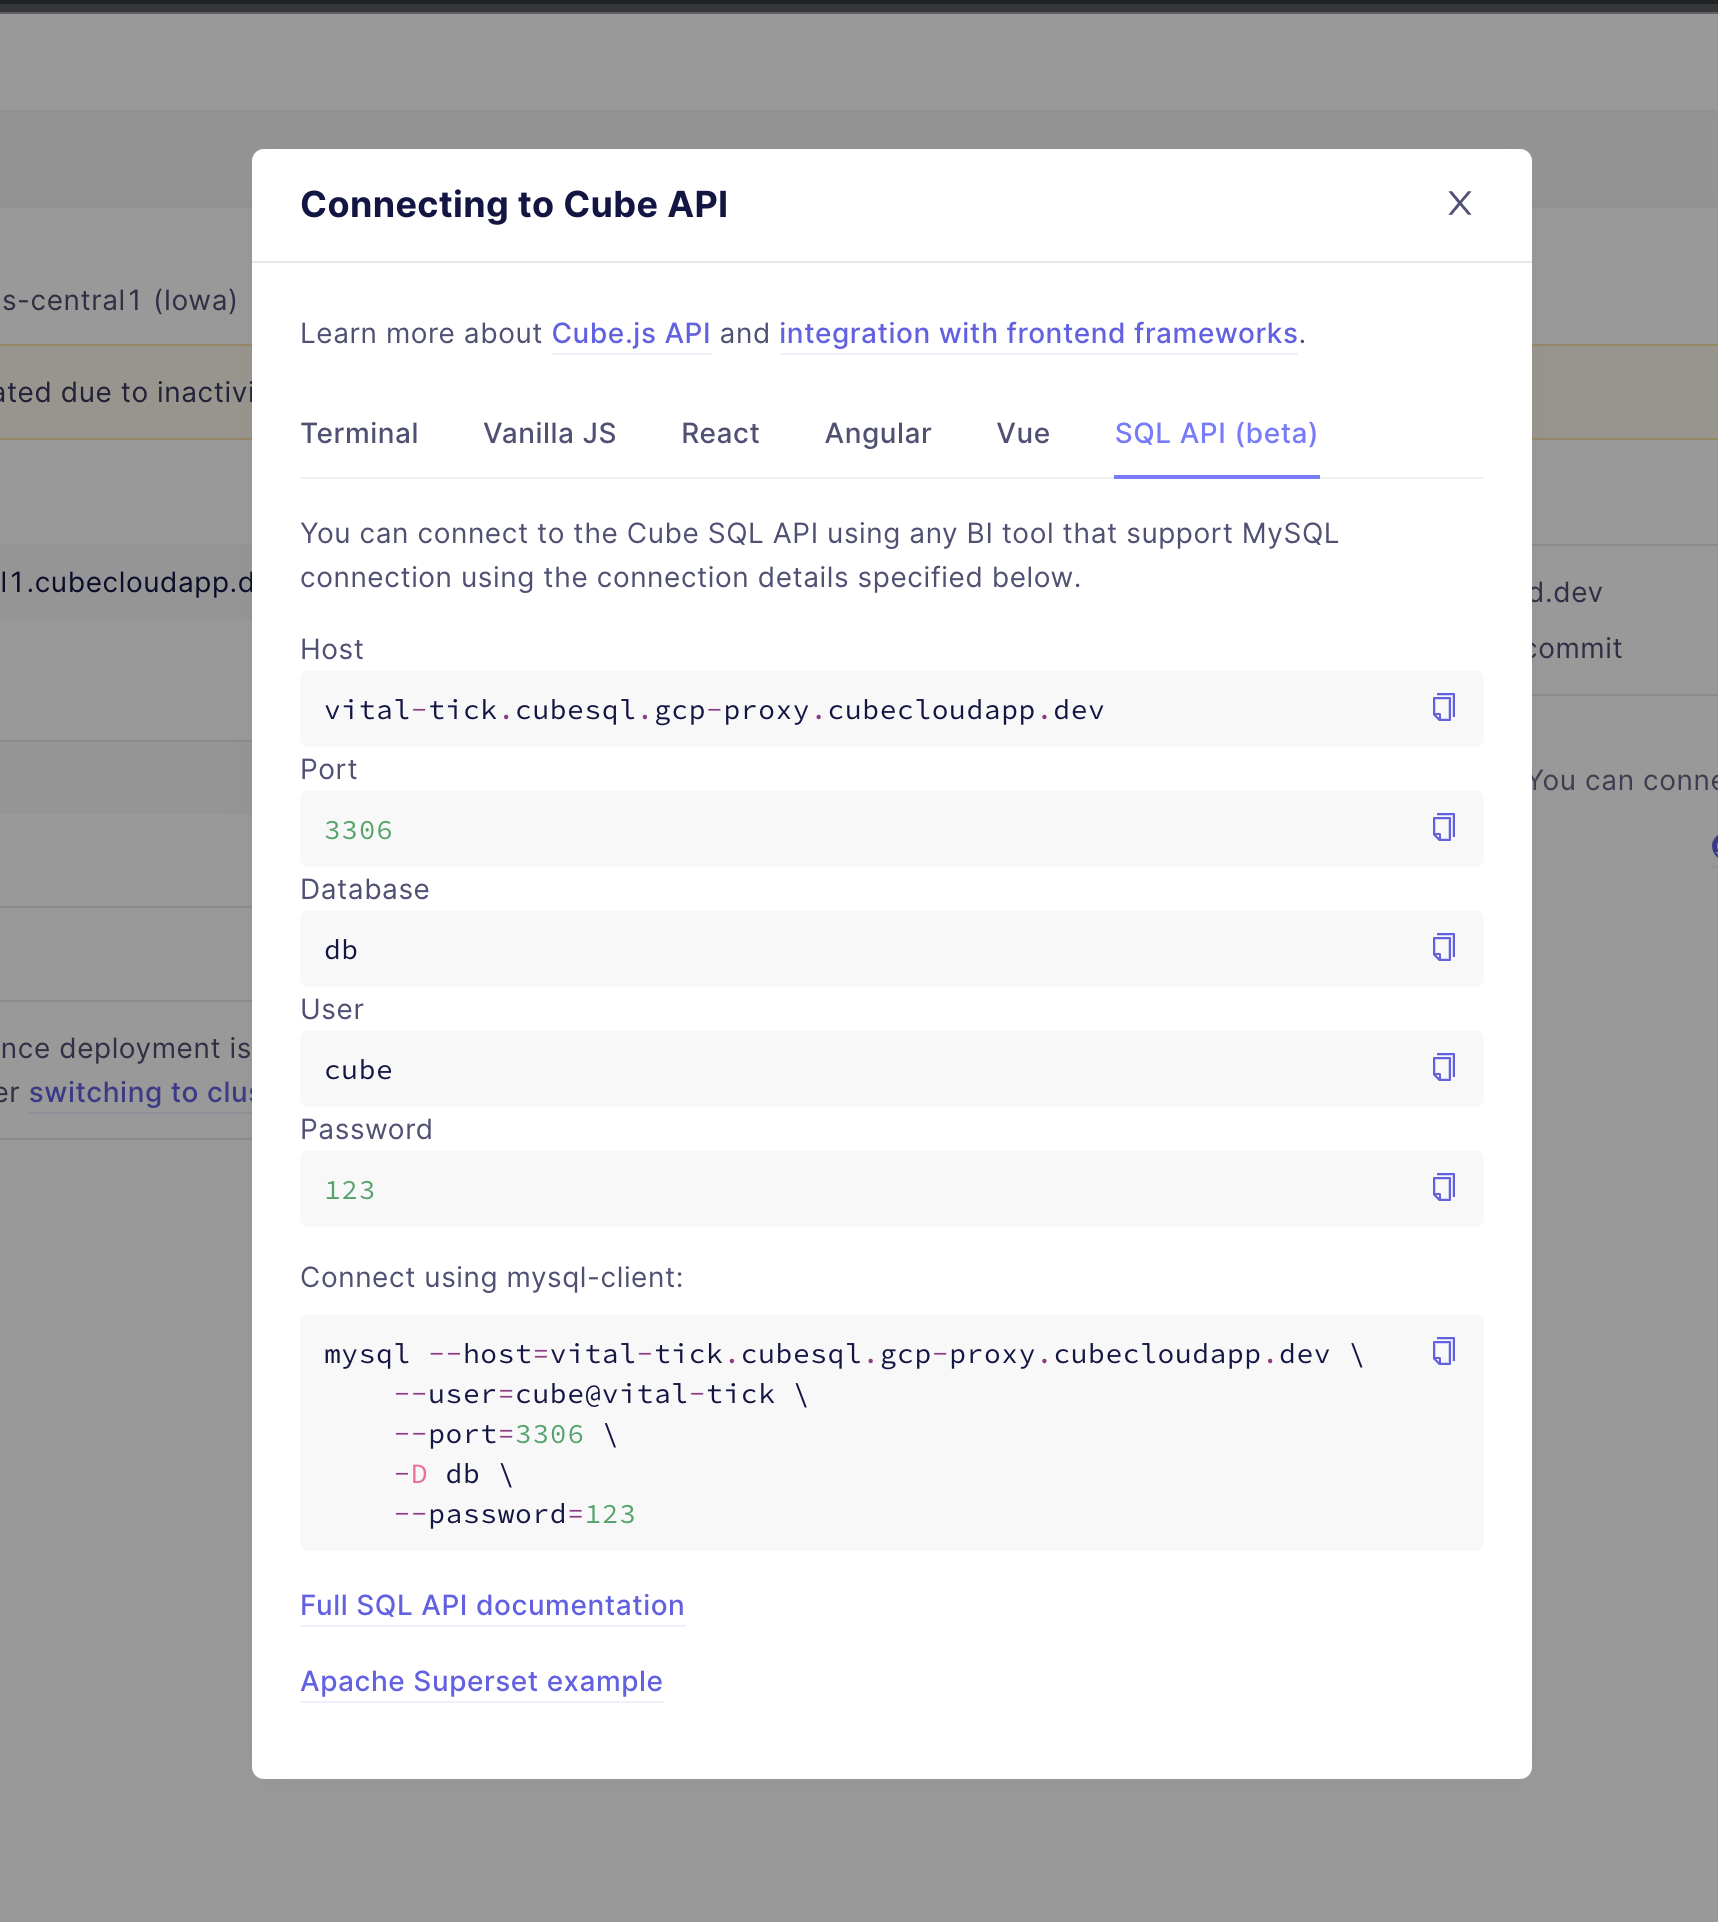 Connecting to Cube API
s-central1 (Iowa)
Learn more about Cube.js API and integration with frontend frameworks.
ated due to inactivi
Terminal Vanilla JS React Angular Vue SQL API (beta)
You can connect to the Cube SQL API using any BI tool that support MySQL
connection using the connection details specified below.
l1.cubecloudapp.d
d.dev
Host
commit
vital-tick.cubesql.gcp-proxy.cubecloudapp.dev
Port
You can conne
3306
Database
db
User
nce deployment is
cube
er switching to clus
Password
123
Connect using mysql-client:
mysql --host=vital-tick.cubesql.gcp-proxy.cubecloudapp.dev \
--user=cube@vital-tick \
--port=3306 \
-D db \
--password=123
Full SQL API documentation
Apache Superset example